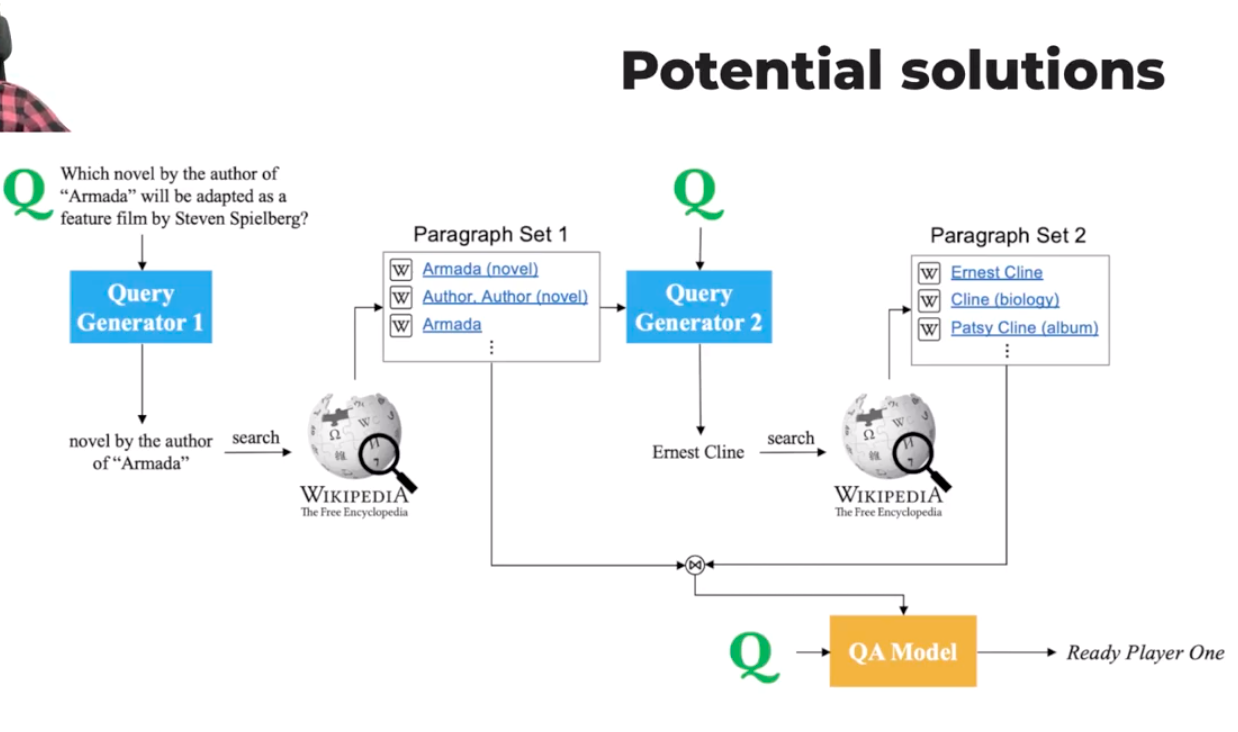 Potential solutions
Q
Which novel by the author of
“Armada” will be adapted as a
feature film by Steven Spielberg?
Query
Generator 1
novel by the author
of “Armada”
search
WIKIPEDIA
The Free Encyclopedia
Paragraph Set 1
W Armada (novel)
W Author, Author (novel)
W Armada
⋮
Q
Query
Generator 2
Ernest Cline
search
WIKIPEDIA
The Free Encyclopedia
Paragraph Set 2
W Ernest Cline
W Cline (biology)
W Patsy Cline (album)
⋮
Q
QA Model
Ready Player One